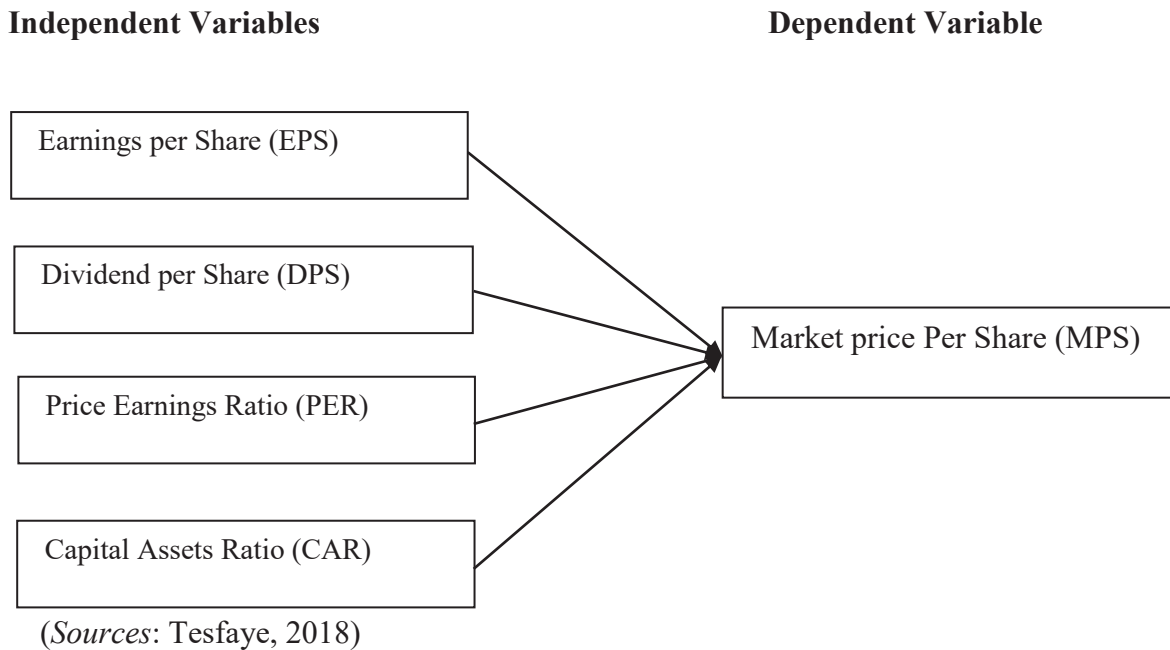 Independent Variables
Dependent Variable
Earnings per Share (EPS)
Dividend per Share (DPS)
Market price Per Share (MPS)
Price Earnings Ratio (PER)
Capital Assets Ratio (CAR)
(Sources: Tesfaye, 2018)